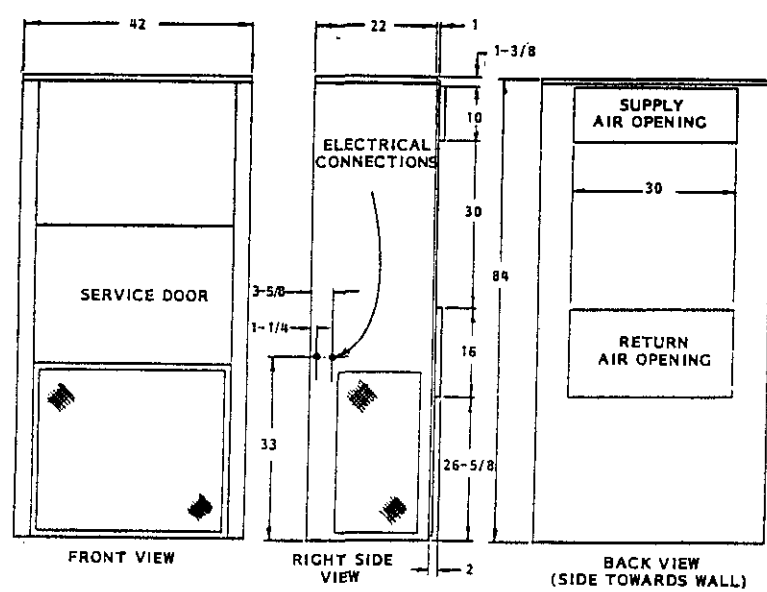 42
22
1
1-3/8
SUPPLY
AIR OPENING
10
ELECTRICAL
CONNECTIONS
30
30
84
SERVICE DOOR
3-5/8
1-1/4
16
RETURN
AIR OPENING
33
26-5/8
FRONT VIEW
RIGHT SIDE
VIEW
2
BACK VIEW
(SIDE TOWARDS WALL)